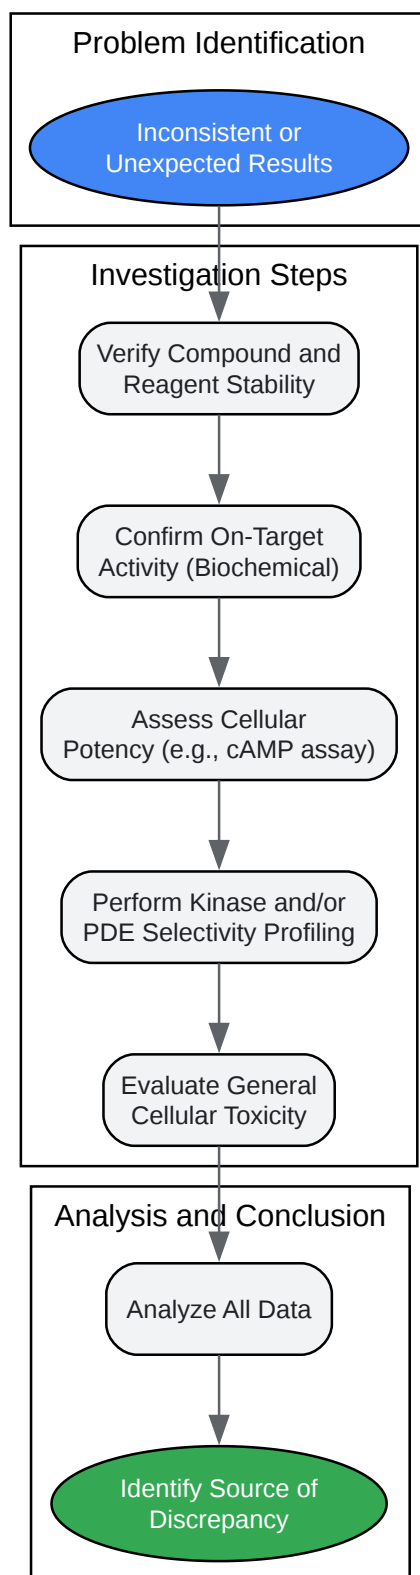 Problem Identification
Inconsistent or
Unexpected Results
Investigation Steps
Verify Compound and
Reagent Stability
Confirm On-Target
Activity (Biochemical)
Assess Cellular
Potency (e.g., cAMP assay)
Perform Kinase and/or
PDE Selectivity Profiling
Evaluate General
Cellular Toxicity
Analysis and Conclusion
Analyze All Data
Identify Source of
Discrepancy